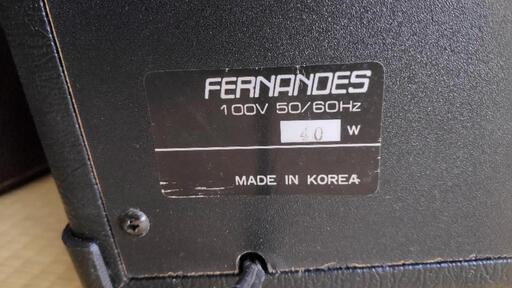 FERNANDES
100V 50/60Hz
40 W
MADE IN KOREA